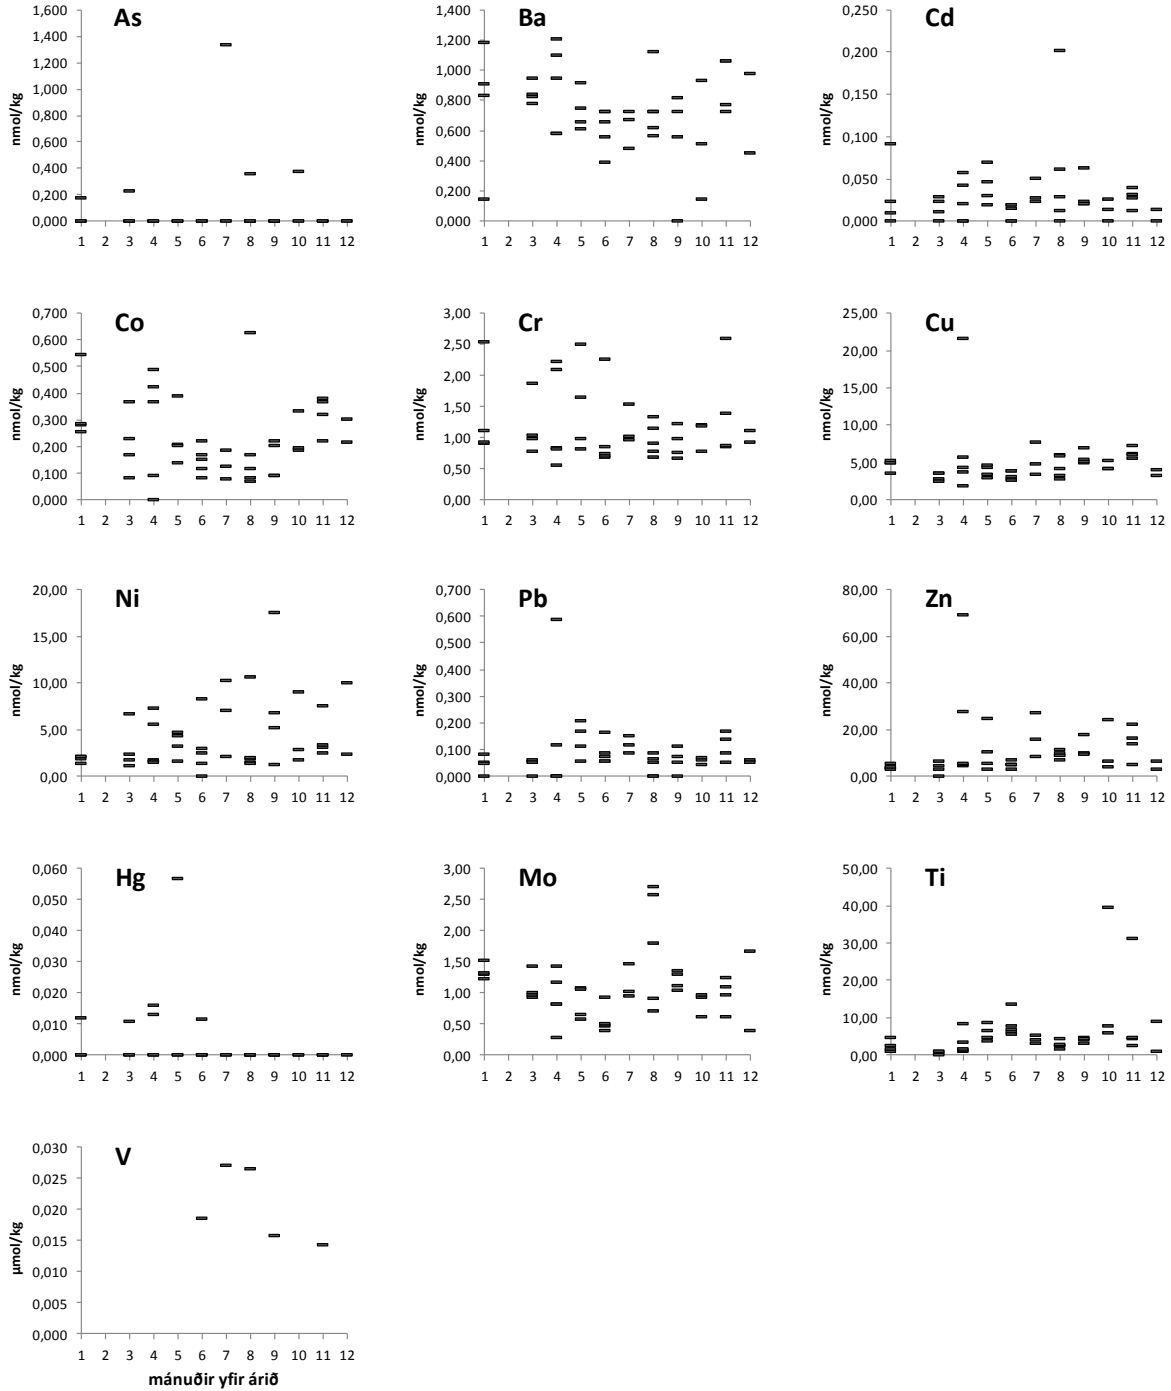 As
1,600
1,400
1,200
1,000
0,800
0,600
0,400
0,200
0,000
nmol/kg
1 2 3 4 5 6 7 8 9 10 11 12
Ba
1,400
1,200
1,000
0,800
0,600
0,400
0,200
0,000
nmol/kg
1 2 3 4 5 6 7 8 9 10 11 12
Cd
0,250
0,200
0,150
0,100
0,050
0,000
nmol/kg
1 2 3 4 5 6 7 8 9 10 11 12
Co
0,700
0,600
0,500
0,400
0,300
0,200
0,100
0,000
nmol/kg
1 2 3 4 5 6 7 8 9 10 11 12
Cr
3,00
2,50
2,00
1,50
1,00
0,50
0,00
nmol/kg
1 2 3 4 5 6 7 8 9 10 11 12
Cu
25,00
20,00
15,00
10,00
5,00
0,00
nmol/kg
1 2 3 4 5 6 7 8 9 10 11 12
Ni
20,00
15,00
10,00
5,00
0,00
nmol/kg
1 2 3 4 5 6 7 8 9 10 11 12
Pb
0,700
0,600
0,500
0,400
0,300
0,200
0,100
0,000
nmol/kg
1 2 3 4 5 6 7 8 9 10 11 12
Zn
80,00
60,00
40,00
20,00
0,00
nmol/kg
1 2 3 4 5 6 7 8 9 10 11 12
Hg
0,060
0,050
0,040
0,030
0,020
0,010
0,000
nmol/kg
1 2 3 4 5 6 7 8 9 10 11 12
Mo
3,00
2,50
2,00
1,50
1,00
0,50
0,00
nmol/kg
1 2 3 4 5 6 7 8 9 10 11 12
Ti
50,00
40,00
30,00
20,00
10,00
0,00
nmol/kg
1 2 3 4 5 6 7 8 9 10 11 12
V
0,030
0,025
0,020
0,015
0,010
0,005
0,000
µmol/kg
1 2 3 4 5 6 7 8 9 10 11 12
mánuðir yfir árið